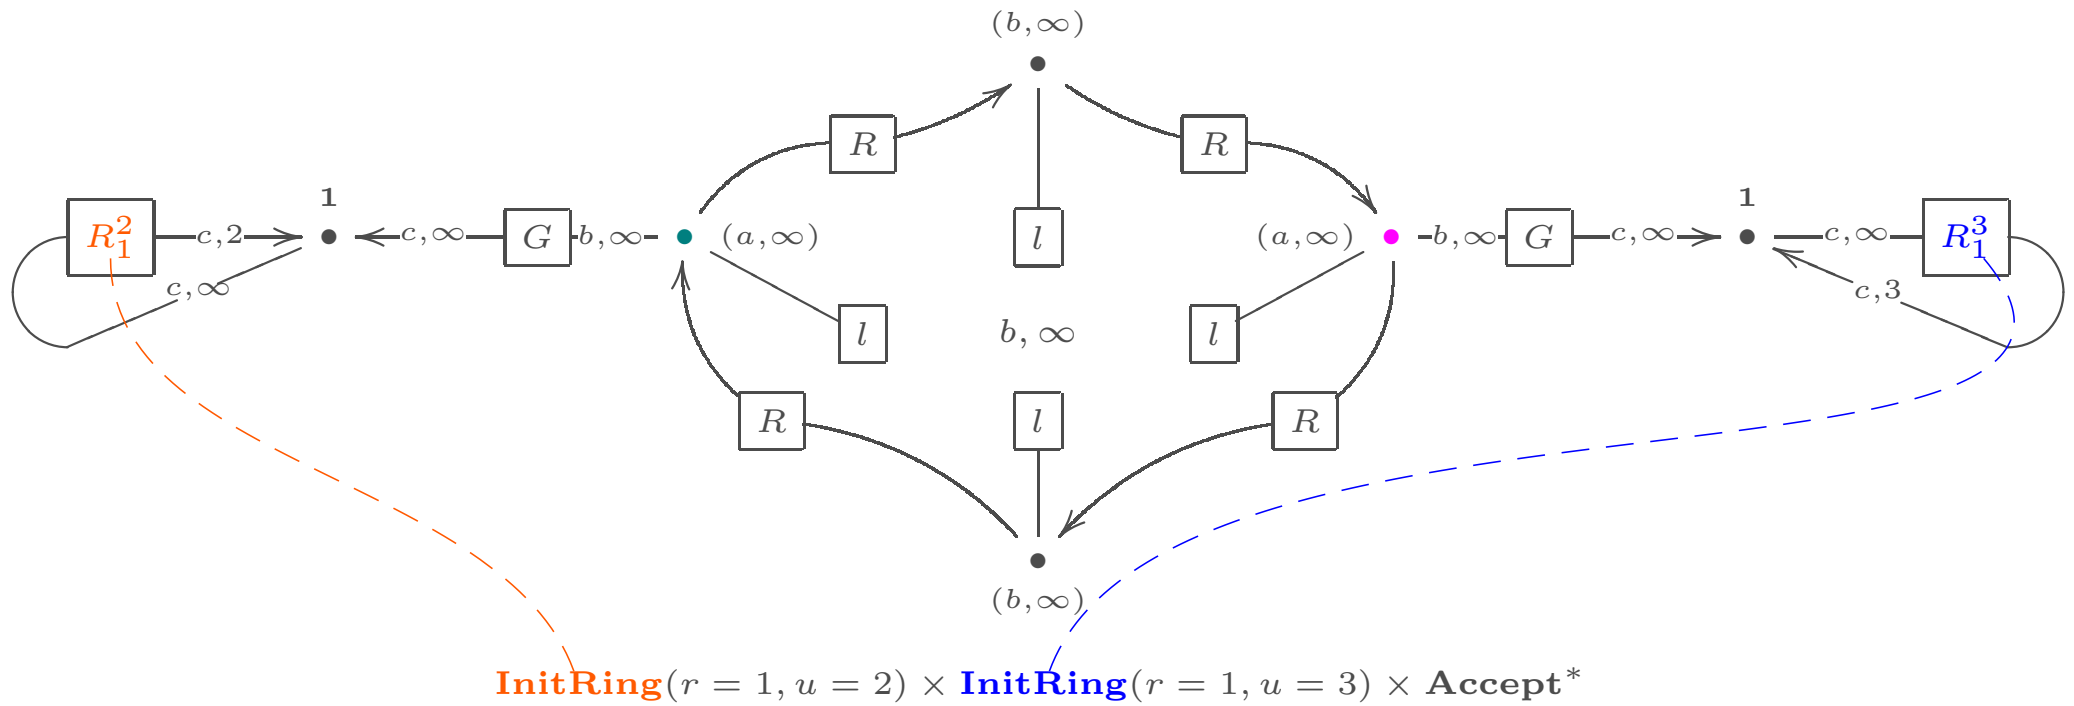 (b, ∞)
R R
R_1^2 c,2 1 c,∞ G b,∞ (a,∞) l (a,∞) b,∞ G c,∞ 1 c,∞ R_1^3
c,∞ c,3
l b, ∞ l
R l R
(b,∞)
InitRing(r = 1, u = 2) × InitRing(r = 1, u = 3) × Accept*